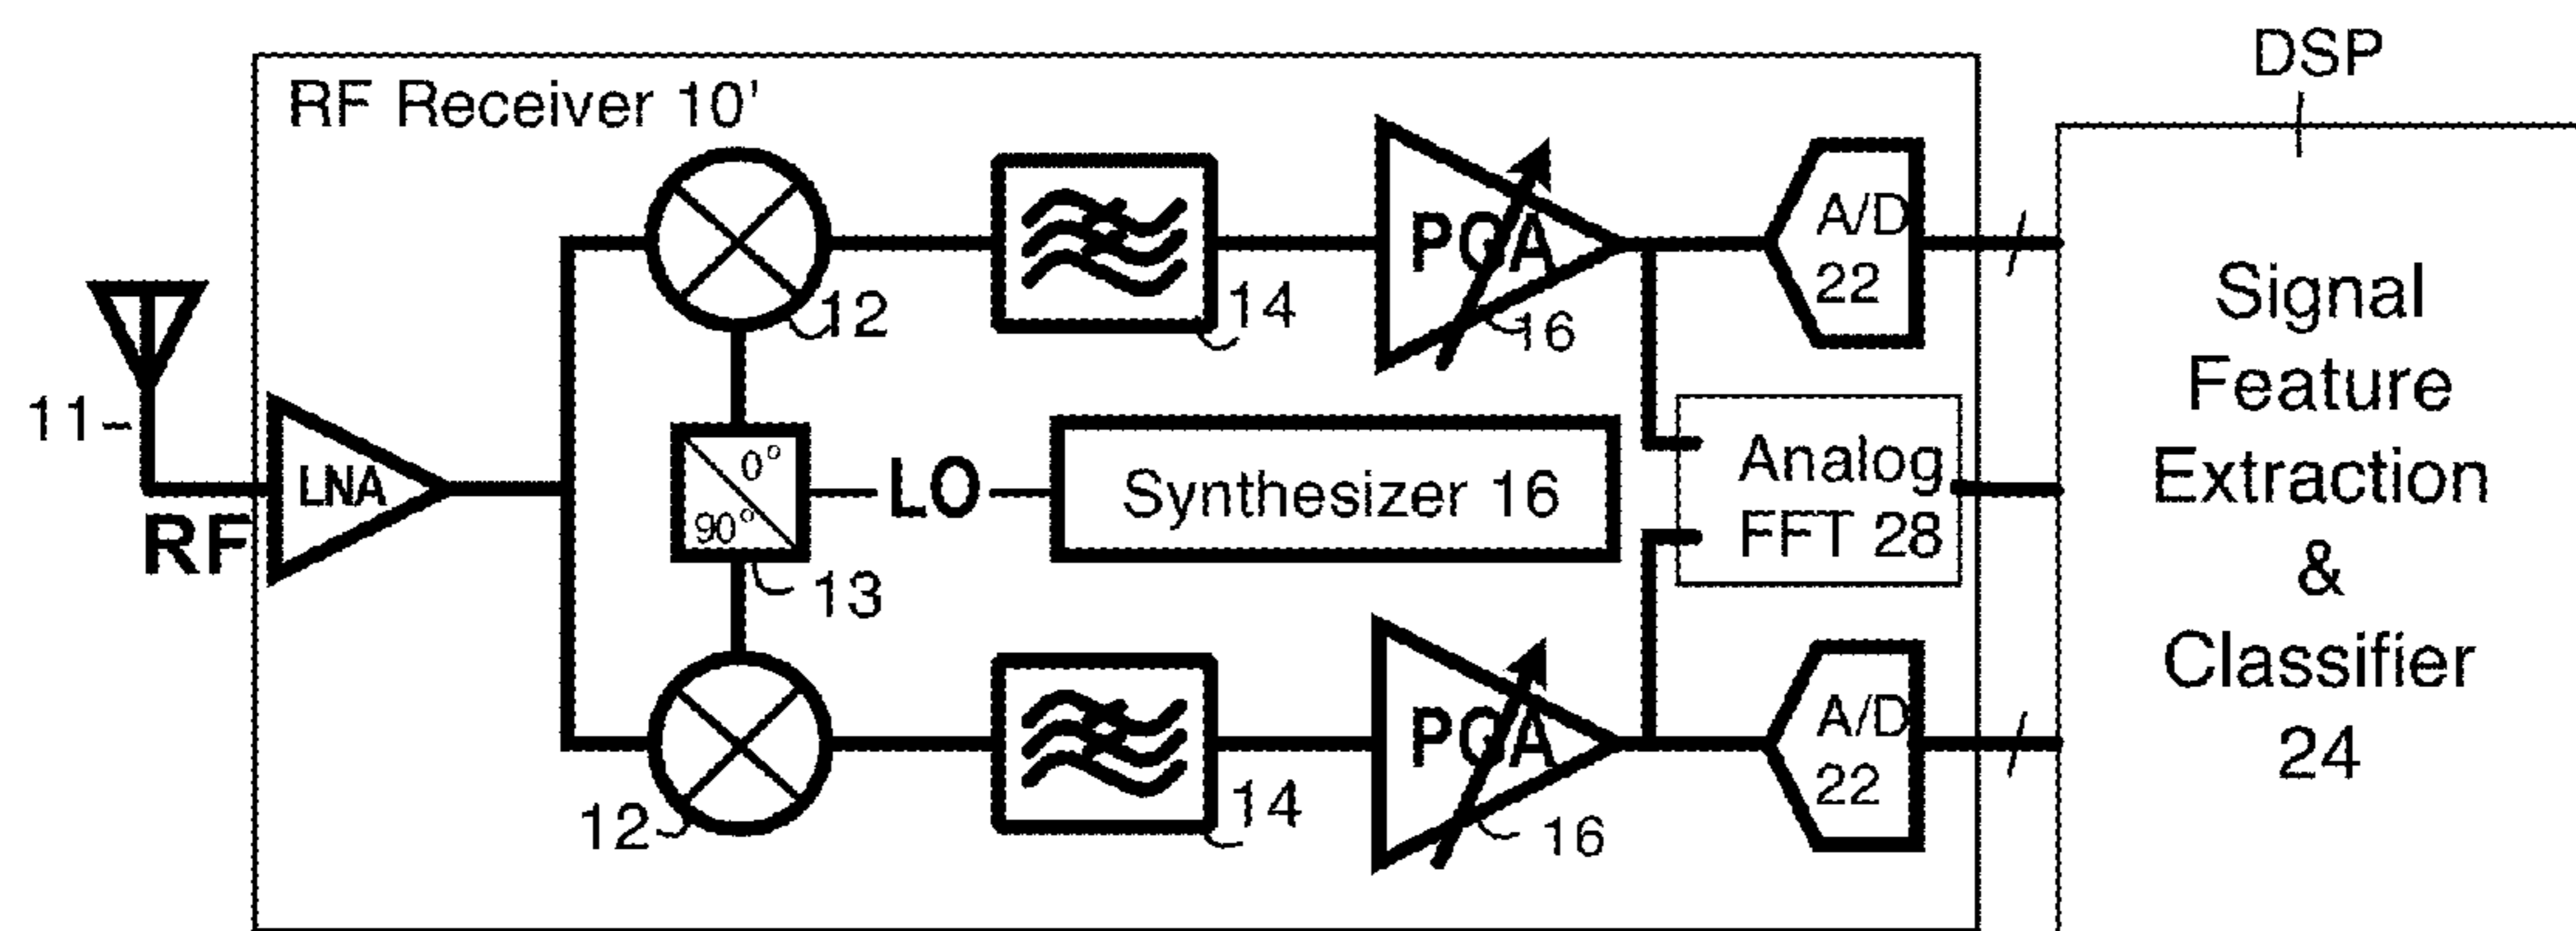 DSP
RF Receiver 10'
12
14
PGA
16
A/D
22
11
RF
LNA
0°
90°
13
LO
Synthesizer 16
Analog
FFT 28
12
14
PGA
16
A/D
22
Signal
Feature
Extraction
&
Classifier
24